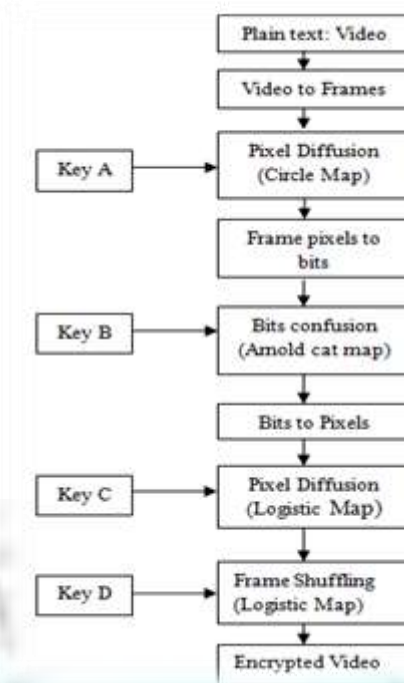 Plain text: Video
Video to Frames
Key A
Pixel Diffusion
(Circle Map)
Frame pixels to
bits
Key B
Bits confusion
(Arnold cat map)
Bits to Pixels
Key C
Pixel Diffusion
(Logistic Map)
Key D
Frame Shuffling
(Logistic Map)
Encrypted Video